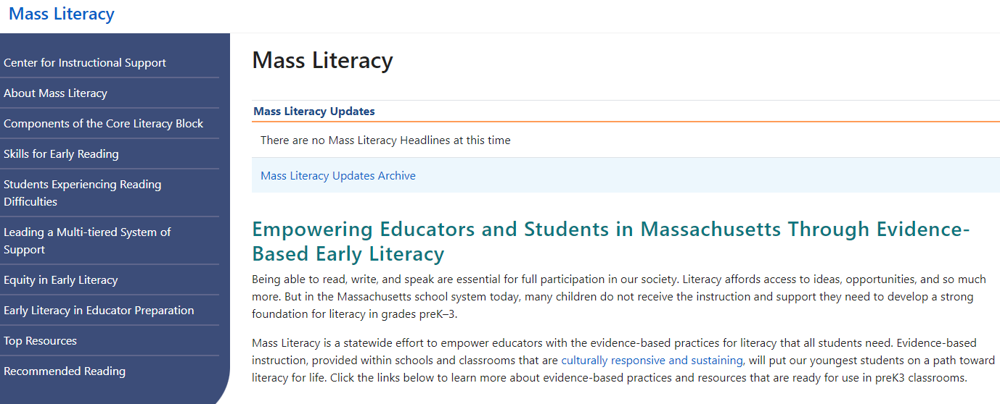 Mass Literacy
Center for Instructional Support
About Mass Literacy
Components of the Core Literacy Block
Skills for Early Reading
Students Experiencing Reading
Difficulties
Leading a Multi-tiered System of
Support
Equity in Early Literacy
Early Literacy in Educator Preparation
Top Resources
Recommended Reading
Mass Literacy
Mass Literacy Updates
There are no Mass Literacy Headlines at this time
Mass Literacy Updates Archive
Empowering Educators and Students in Massachusetts Through Evidence-
Based Early Literacy
Being able to read, write, and speak are essential for full participation in our society. Literacy affords access to ideas, opportunities, and so much
more. But in the Massachusetts school system today, many children do not receive the instruction and support they need to develop a strong
foundation for literacy in grades preK–3.
Mass Literacy is a statewide effort to empower educators with the evidence-based practices for literacy that all students need. Evidence-based
instruction, provided within schools and classrooms that are culturally responsive and sustaining, will put our youngest students on a path toward
literacy for life. Click the links below to learn more about evidence-based practices and resources that are ready for use in preK3 classrooms.